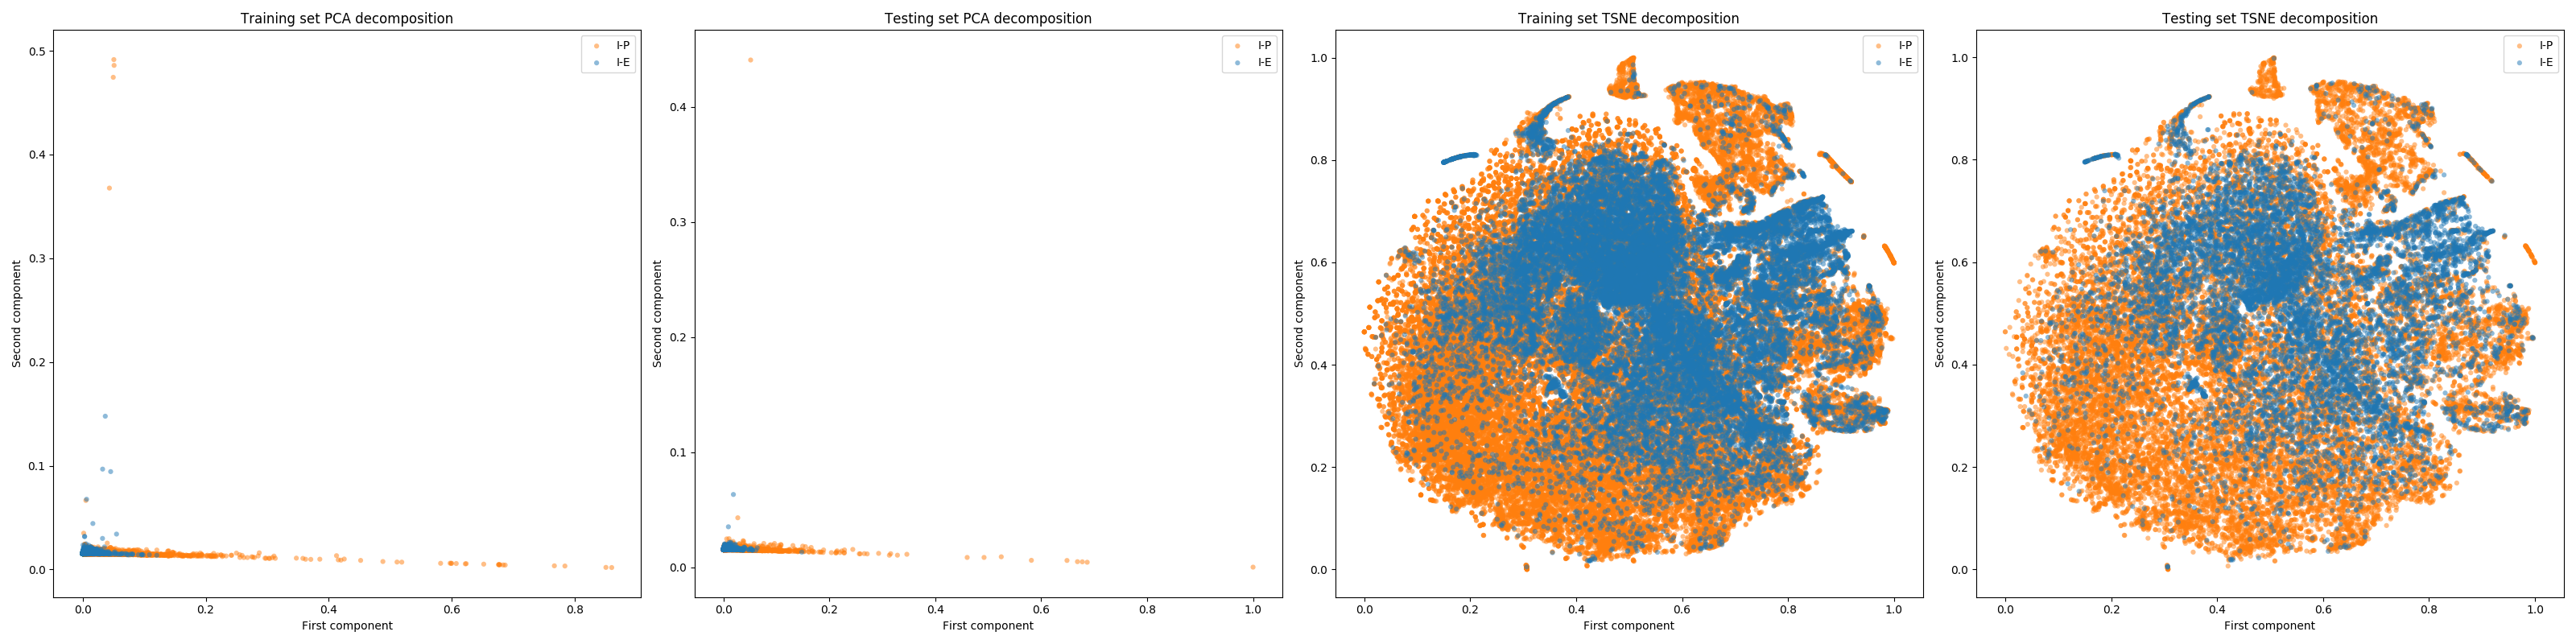 Training set PCA decomposition
I-P
I-E
0.5
0.4
0.3
0.2
0.1
0.0
Second component
0.0 0.2 0.4 0.6 0.8
First component
Testing set PCA decomposition
I-P
I-E
0.4
0.3
0.2
0.1
0.0
Second component
0.0 0.2 0.4 0.6 0.8 1.0
First component
Training set TSNE decomposition
I-P
I-E
1.0
0.8
0.6
0.4
0.2
0.0
Second component
0.0 0.2 0.4 0.6 0.8 1.0
First component
Testing set TSNE decomposition
I-P
I-E
1.0
0.8
0.6
0.4
0.2
0.0
Second component
0.0 0.2 0.4 0.6 0.8 1.0
First component